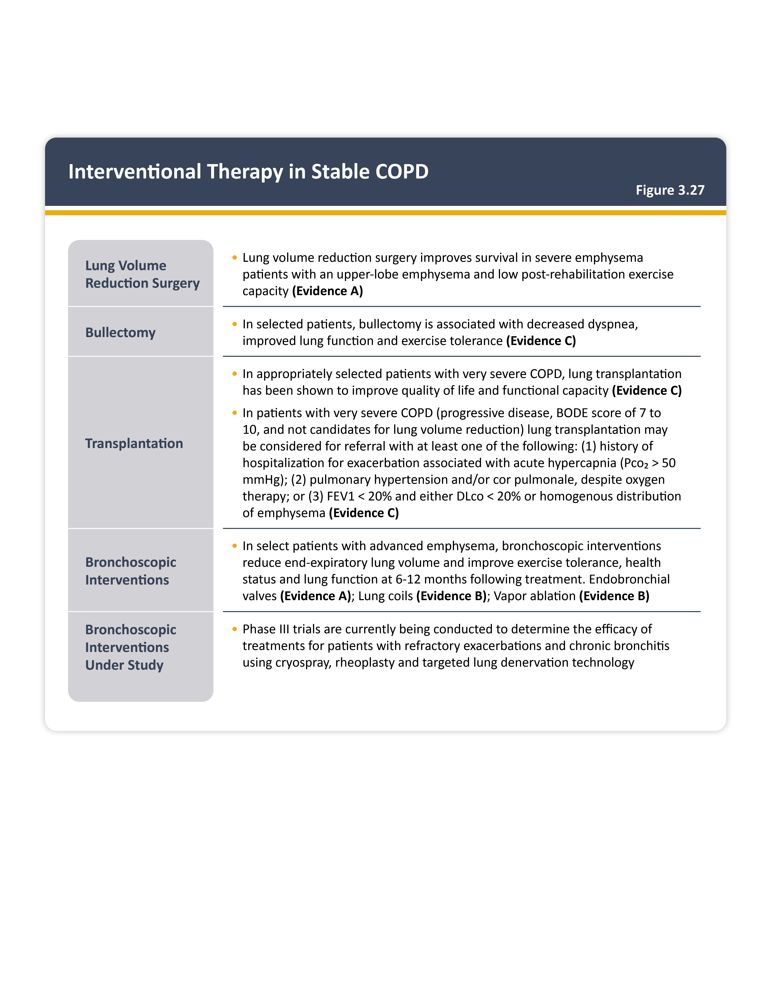 Interventional Therapy in Stable COPD
Figure 3.27
Lung Volume
Reduction Surgery
• Lung volume reduction surgery improves survival in severe emphysema
patients with an upper-lobe emphysema and low post-rehabilitation exercise
capacity (Evidence A)
Bullectomy
• In selected patients, bullectomy is associated with decreased dyspnea,
improved lung function and exercise tolerance (Evidence C)
Transplantation
• In appropriately selected patients with very severe COPD, lung transplantation
has been shown to improve quality of life and functional capacity (Evidence C)
• In patients with very severe COPD (progressive disease, BODE score of 7 to
10, and not candidates for lung volume reduction) lung transplantation may
be considered for referral with at least one of the following: (1) history of
hospitalization for exacerbation associated with acute hypercapnia (Pco₂ > 50
mmHg); (2) pulmonary hypertension and/or cor pulmonale, despite oxygen
therapy; or (3) FEV1 < 20% and either DLco < 20% or homogenous distribution
of emphysema (Evidence C)
Bronchoscopic
Interventions
• In select patients with advanced emphysema, bronchoscopic interventions
reduce end-expiratory lung volume and improve exercise tolerance, health
status and lung function at 6-12 months following treatment. Endobronchial
valves (Evidence A); Lung coils (Evidence B); Vapor ablation (Evidence B)
Bronchoscopic
Interventions
Under Study
• Phase III trials are currently being conducted to determine the efficacy of
treatments for patients with refractory exacerbations and chronic bronchitis
using cryospray, rheoplasty and targeted lung denervation technology